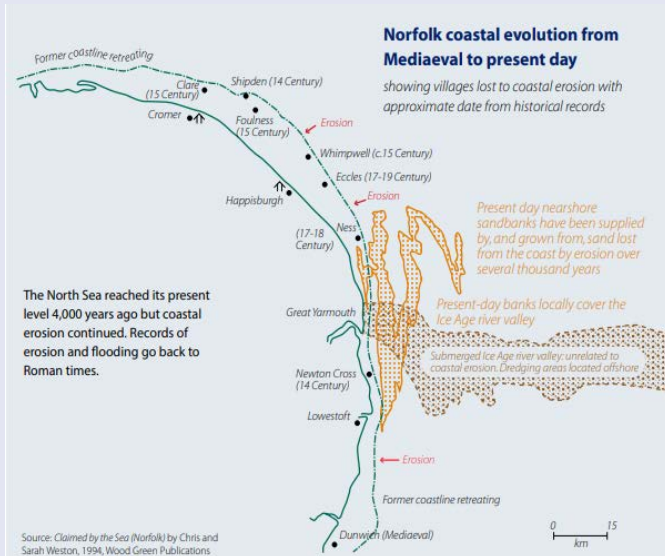 Norfolk coastal evolution from
Mediaeval to present day
showing villages lost to coastal erosion with
approximate date from historical records
Former coastline retreating
Clare
(15 Century)
Shipden (14 Century)
Cromer
Foulness
(15 Century)
Erosion
Whimpwell (c.15 Century)
Eccles (17-19 Century)
Erosion
Happisburgh
Ness
(17-18
Century)
Present day nearshore
sandbanks have been supplied
by, and grown from, sand lost
from the coast by erosion over
several thousand years
The North Sea reached its present
level 4,000 years ago but coastal
erosion continued. Records of
erosion and flooding go back to
Roman times.
Great Yarmouth
Present-day banks locally cover the
Ice Age river valley
Submerged Ice Age river valley: unrelated to
coastal erosion. Dredging areas located offshore
Newton Cross
(14 Century)
Lowestoft
Erosion
Former coastline retreating
Dunwich (Mediaeval)
0 15
km
Source: Claimed by the Sea (Norfolk) by Chris and
Sarah Weston, 1994, Wood Green Publications